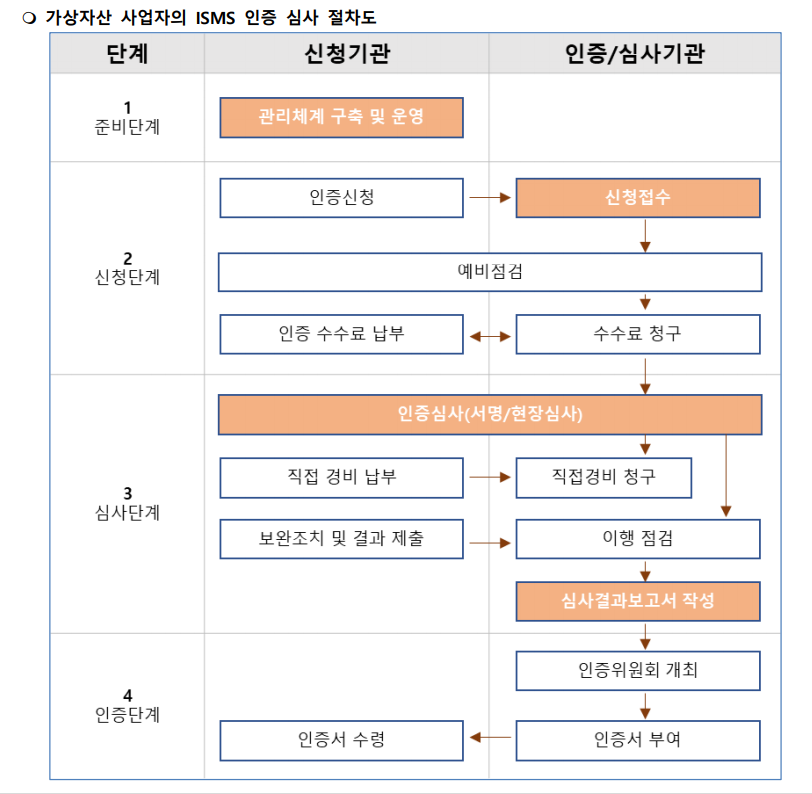 ❍ 가상자산 사업자의 ISMS 인증 심사 절차도
단계 신청기관 인증/심사기관
1
준비단계
관리체계 구축 및 운영
2
신청단계
인증신청 신청접수
예비점검
인증 수수료 납부 수수료 청구
3
심사단계
인증심사(서명/현장심사)
직접 경비 납부 직접경비 청구
보완조치 및 결과 제출 이행 점검
심사결과보고서 작성
4
인증단계
인증위원회 개최
인증서 수령 인증서 부여